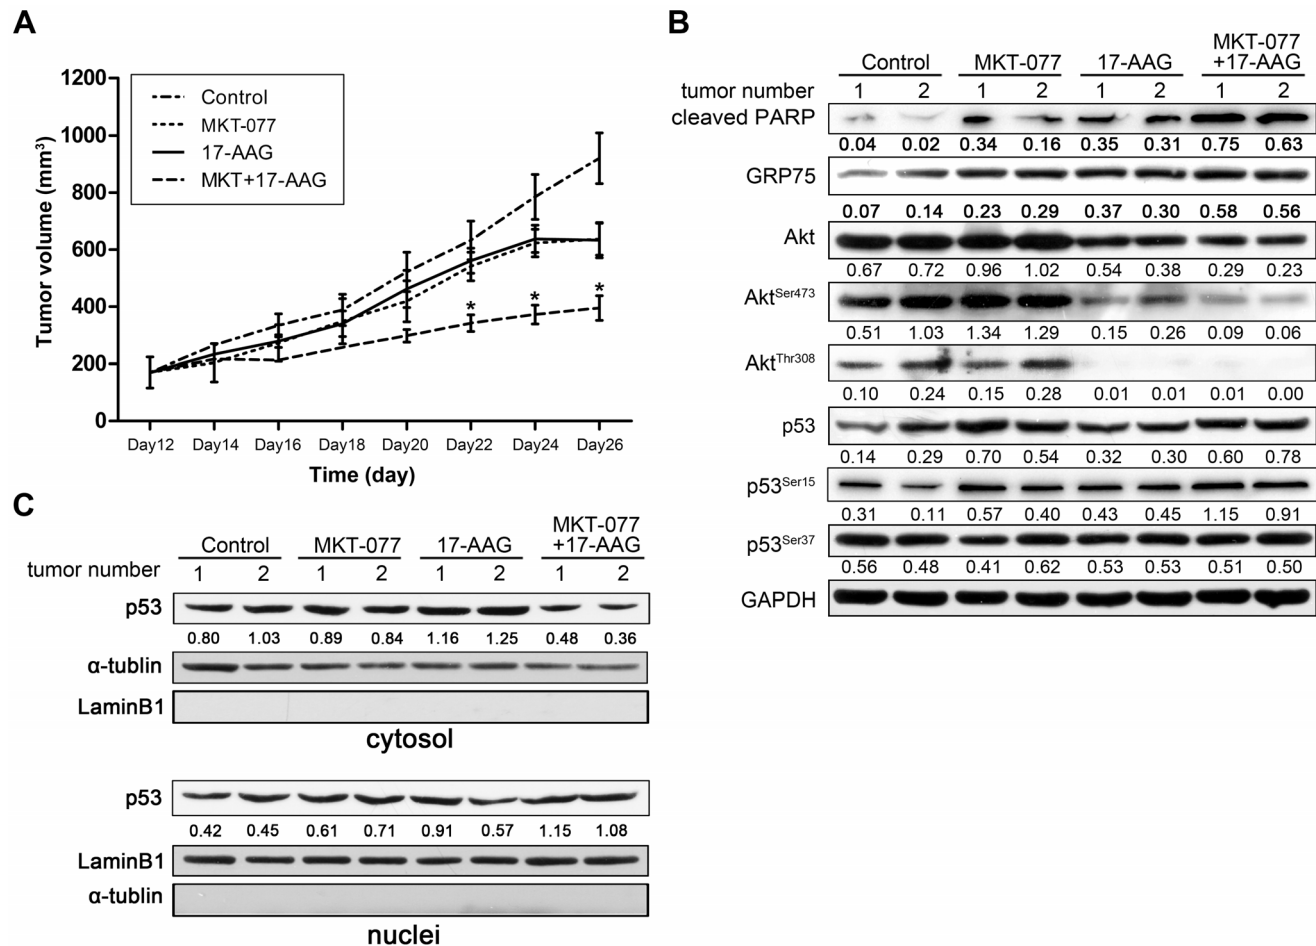 A
Tumor volume (mm³)
1200
1000
800
600
400
200
0
Control
MKT-077
17-AAG
MKT+17-AAG
* * *
Day12 Day14 Day16 Day18 Day20 Day22 Day24 Day26
Time (day)
B
Control MKT-077 17-AAG MKT-077
+17-AAG
tumor number 1 2 1 2 1 2 1 2
cleaved PARP
0.04 0.02 0.34 0.16 0.35 0.31 0.75 0.63
GRP75
0.07 0.14 0.23 0.29 0.37 0.30 0.58 0.56
Akt
0.67 0.72 0.96 1.02 0.54 0.38 0.29 0.23
Akt^Ser473
0.51 1.03 1.34 1.29 0.15 0.26 0.09 0.06
Akt^Thr308
0.10 0.24 0.15 0.28 0.01 0.01 0.01 0.00
p53
0.14 0.29 0.70 0.54 0.32 0.30 0.60 0.78
p53^Ser15
0.31 0.11 0.57 0.40 0.43 0.45 1.15 0.91
p53^Ser37
0.56 0.48 0.41 0.62 0.53 0.53 0.51 0.50
GAPDH
C
Control MKT-077 17-AAG MKT-077
+17-AAG
tumor number 1 2 1 2 1 2 1 2
p53
0.80 1.03 0.89 0.84 1.16 1.25 0.48 0.36
α-tublin
LaminB1
cytosol
p53
0.42 0.45 0.61 0.71 0.91 0.57 1.15 1.08
LaminB1
α-tublin
nuclei